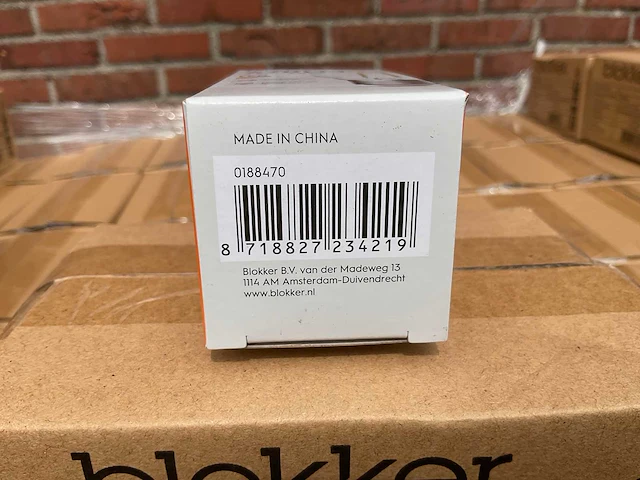 MADE IN CHINA
0188470
8 718827 234219
Blokker B.V. van der Madeweg 13
1114 AM Amsterdam-Duivendrecht
www.blokker.nl
blokker